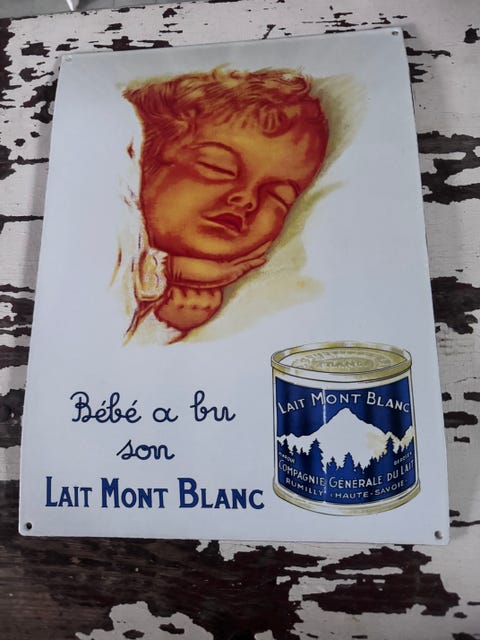 Bébé a bu
son
LAIT MONT BLANC
LAIT MONT BLANC
COMPAGNIE GÉNÉRALE DU LAIT
RUMILLY HAUTE-SAVOIE